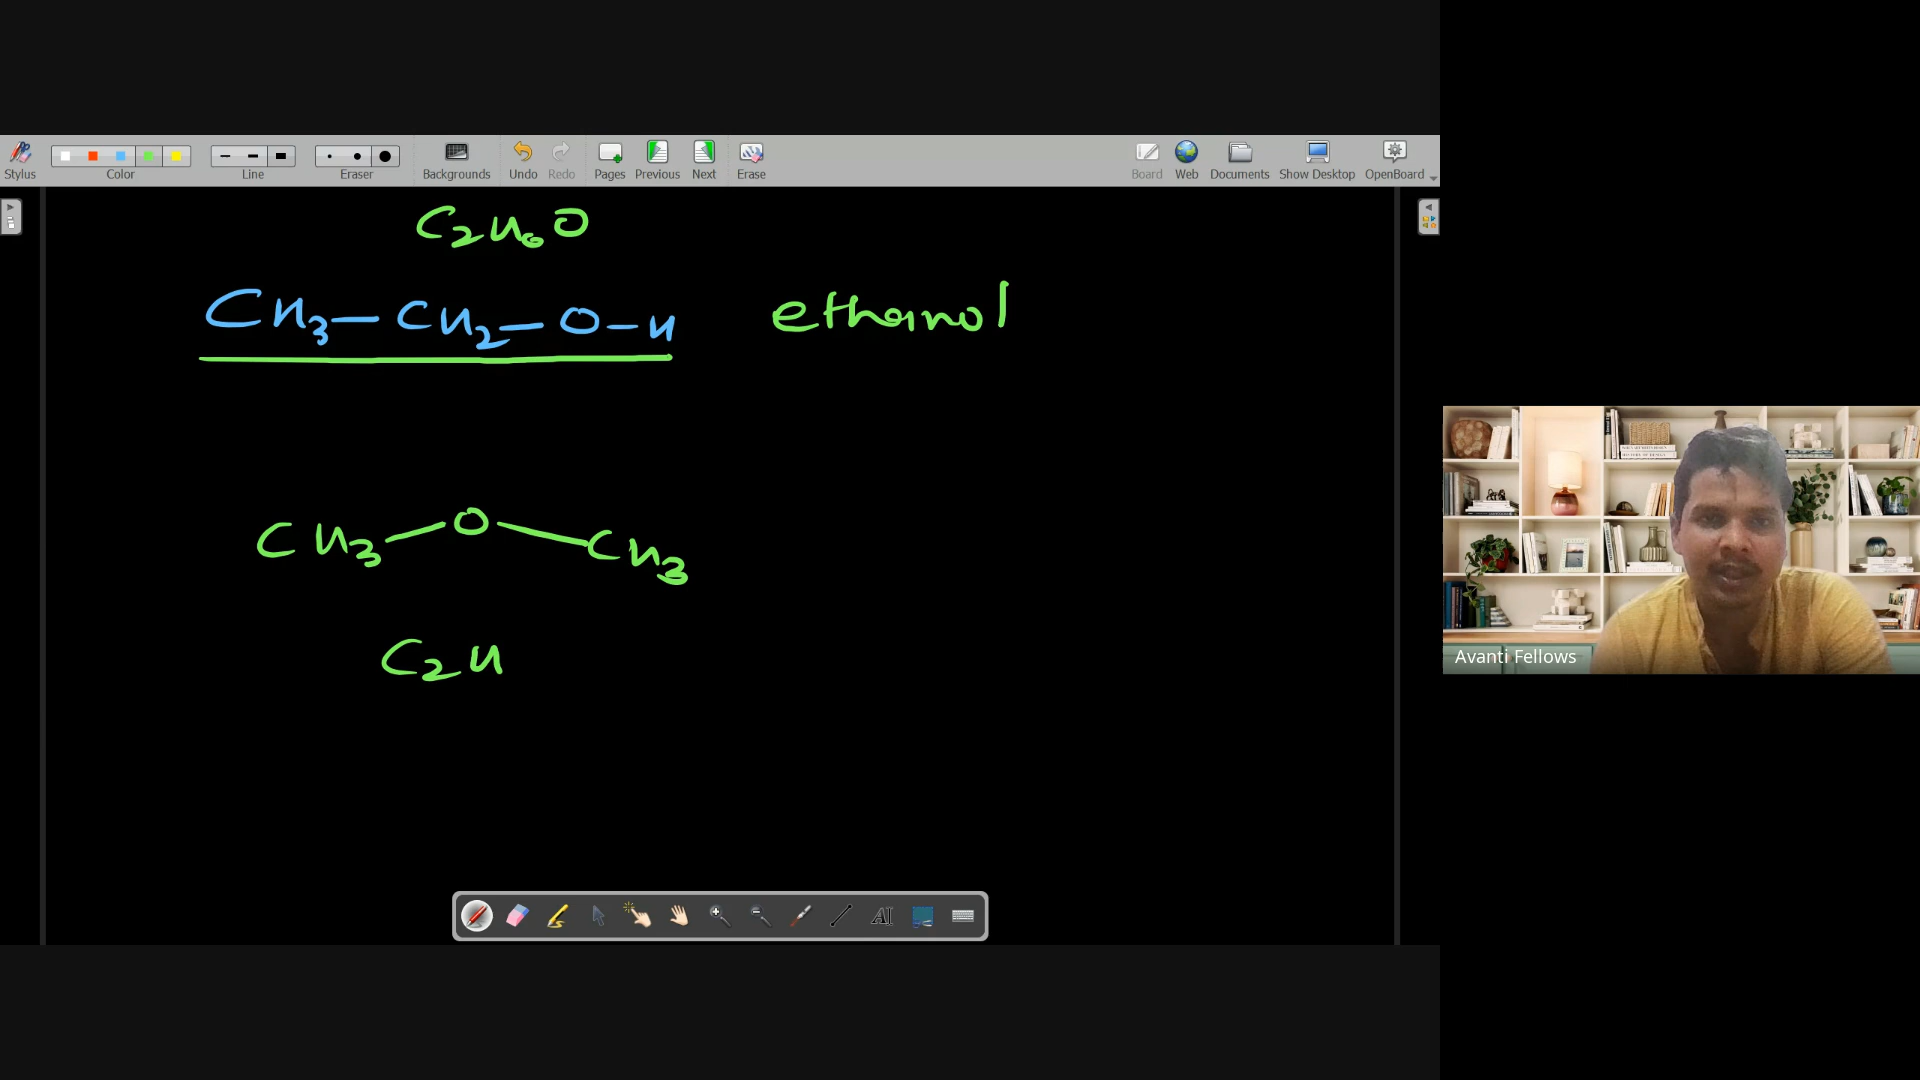 Stylus Color Line Eraser Backgrounds Undo Redo Pages Previous Next Erase Board Web Documents Show Desktop OpenBoard
C₂H₆O
CH₃—CH₂—O—H ethanol
CH₃—O—CH₃
C₂H
Avanti Fellows